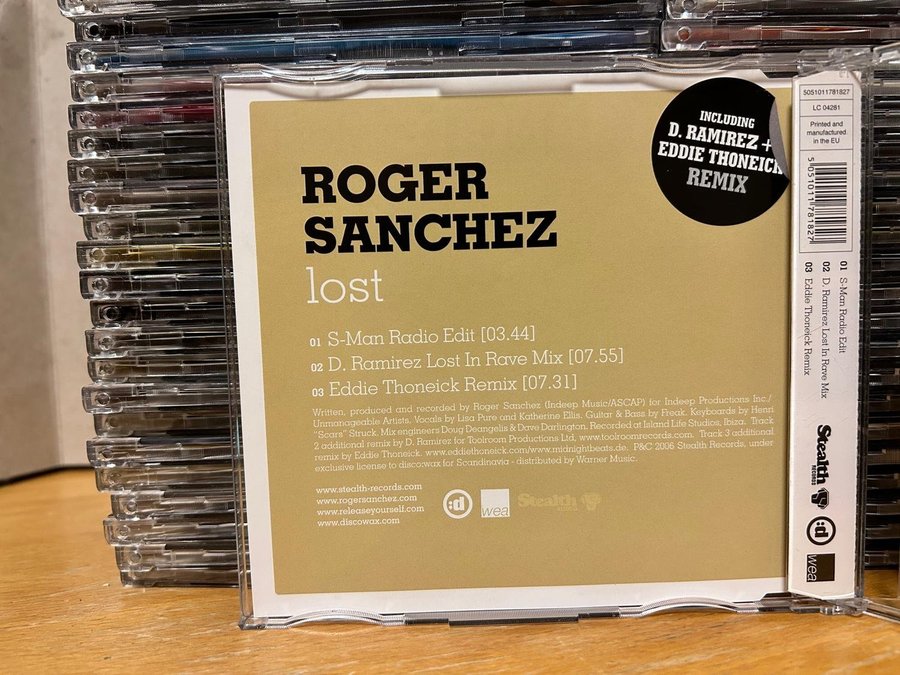 ROGER
SANCHEZ
lost
01 S-Man Radio Edit [03.44]
02 D. Ramirez Lost In Rave Mix [07.55]
03 Eddie Thoneick Remix [07.31]
Written, produced and recorded by Roger Sanchez (Indeep Music/ASCAP) for Indeep Productions Inc./
Unmanageable Artists. Vocals by Lisa Pure and Katherine Ellis. Guitar & Bass by Freak. Keyboards by Henri
"Scars" Struck. Mix engineers Doug Deangelis & Dave Darlington. Recorded at Island Life Studios, Ibiza. Track
2 additional remix by D. Ramirez for Toolroom Productions Ltd, www.toolroomrecords.com. Track 3 additional
remix by Eddie Thoneick. www.eddiethoneick.com/www.midnightbeats.de. P&C 2006 Stealth Records, under
exclusive license to discowax for Scandinavia - distributed by Warner Music.
www.stealth-records.com
www.rogersanchez.com
www.releaseyourself.com
www.discowax.com
:d
wea
Stealth
INCLUDING
D. RAMIREZ +
EDDIE THONEICK
REMIX
5051011781827
LC 04281
Printed and
manufactured
in the EU
5 051011 781827
01 S-Man Radio Edit
02 D. Ramirez Lost In Rave Mix
03 Eddie Thoneick Remix
Stealth
RECORDS
:d
wea